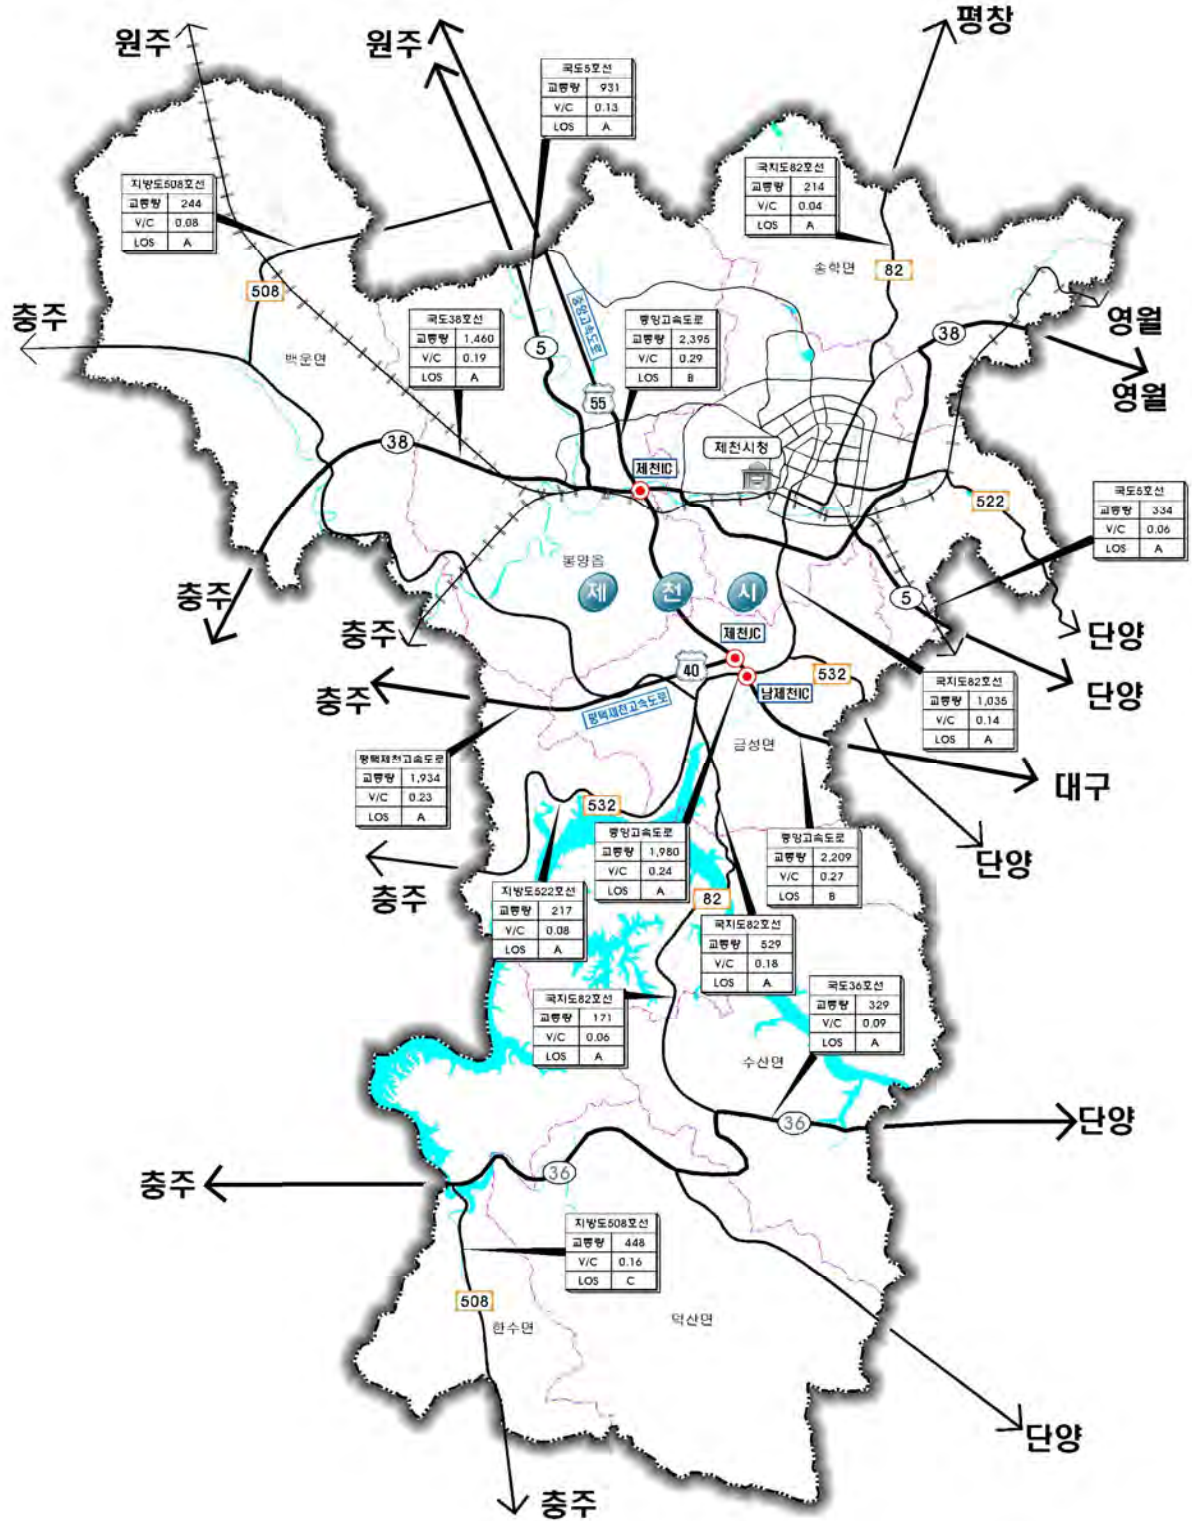 평창
원주
원주
국도5호선
교통량 931
V/C 0.13
LOS A
국지도82호선
교통량 214
V/C 0.04
LOS A
지방도508호선
교통량 244
V/C 0.08
LOS A
송학면
82
508
충주
영월
국도38호선
교통량 1,460
V/C 0.19
LOS A
중앙고속도로
중앙고속도로
교통량 2,395
V/C 0.29
LOS B
38
5
백운면
영월
55
38
제천시청
제천IC
522
국도5호선
교통량 334
V/C 0.06
LOS A
봉양읍
제 천 시
충주
5
충주
제천JC
단양
40
532
남제천IC
충주
단양
국지도82호선
교통량 1,035
V/C 0.14
LOS A
평택제천고속도로
금성면
평택제천고속도로
교통량 1,934
V/C 0.23
LOS A
대구
532
중앙고속도로
교통량 1,980
V/C 0.24
LOS A
중앙고속도로
교통량 2,209
V/C 0.27
LOS B
단양
충주
지방도522호선
교통량 217
V/C 0.08
LOS A
82
국지도82호선
교통량 529
V/C 0.18
LOS A
국지도82호선
교통량 171
V/C 0.06
LOS A
국도36호선
교통량 329
V/C 0.09
LOS A
수산면
36
단양
36
충주
지방도508호선
교통량 448
V/C 0.16
LOS C
508
한수면
덕산면
단양
충주